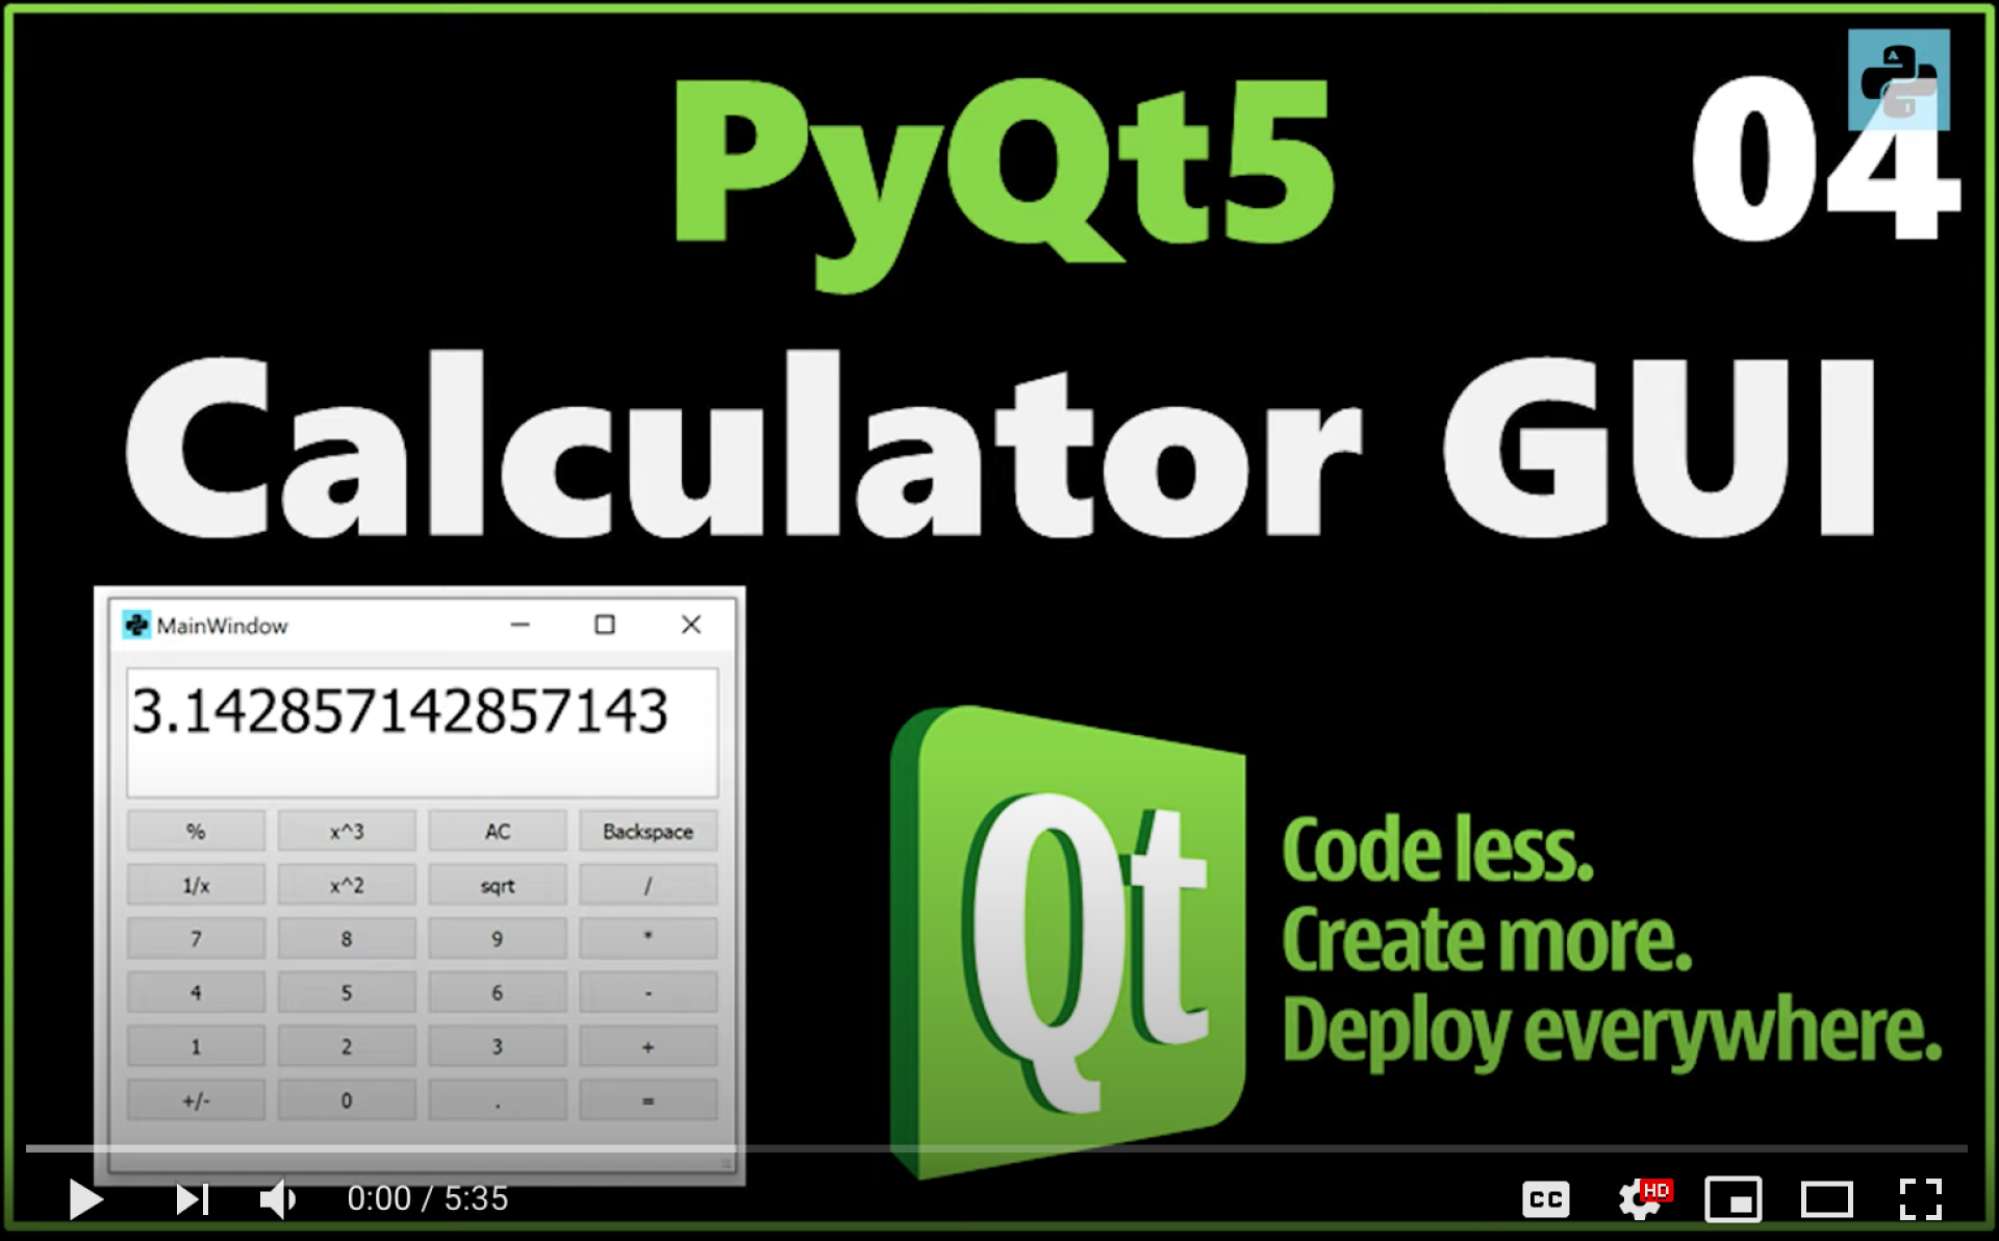 PyQt5
04
Calculator GUI
MainWindow
3.142857142857143
% x^3 AC Backspace
1/x x^2 sqrt /
7 8 9 *
4 5 6 -
1 2 3 +
+/- 0 . =
Qt
Code less.
Create more.
Deploy everywhere.
0:00 / 5:35
CC
HD